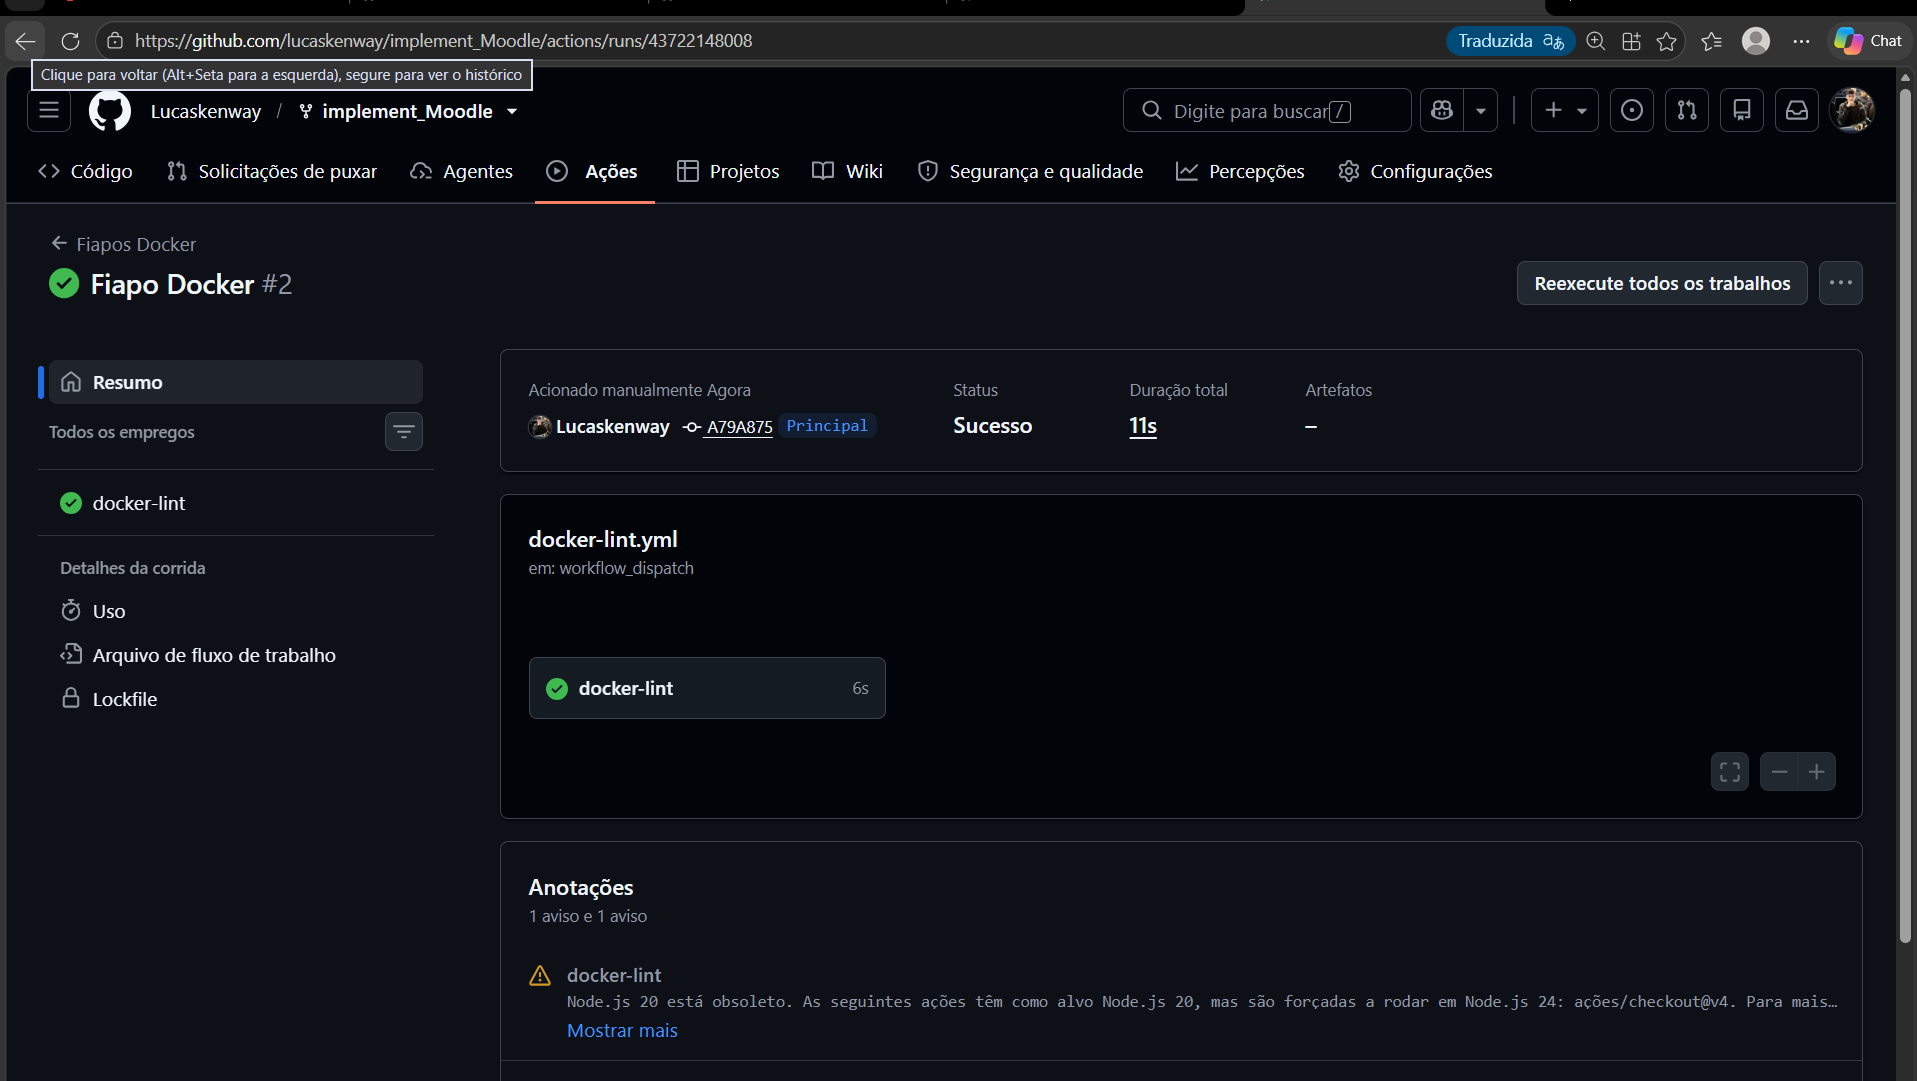 https://github.com/lucaskenway/implement_Moodle/actions/runs/43722148008
Traduzida
Chat
Clique para voltar (Alt+Seta para a esquerda), segure para ver o histórico
Lucaskenway / implement_Moodle
Digite para buscar /
Código
Solicitações de puxar
Agentes
Ações
Projetos
Wiki
Segurança e qualidade
Percepções
Configurações
Fiapos Docker
Fiapo Docker #2
Reexecute todos os trabalhos
Resumo
Todos os empregos
docker-lint
Detalhes da corrida
Uso
Arquivo de fluxo de trabalho
Lockfile
Acionado manualmente Agora
Lucaskenway A79A875 Principal
Status
Sucesso
Duração total
11s
Artefatos
–
docker-lint.yml
em: workflow_dispatch
docker-lint 6s
Anotações
1 aviso e 1 aviso
docker-lint
Node.js 20 está obsoleto. As seguintes ações têm como alvo Node.js 20, mas são forçadas a rodar em Node.js 24: ações/checkout@v4. Para mais…
Mostrar mais